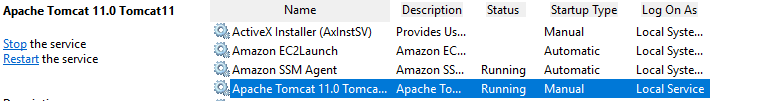 Apache Tomcat 11.0 Tomcat11
Stop the service
Restart the service
Name Description Status Startup Type Log On As
ActiveX Installer (AxInstSV) Provides Us... Manual Local Syste...
Amazon EC2Launch Amazon EC... Automatic Local Syste...
Amazon SSM Agent Amazon SS... Running Automatic Local Syste...
Apache Tomcat 11.0 Tomca... Apache To... Running Manual Local Service